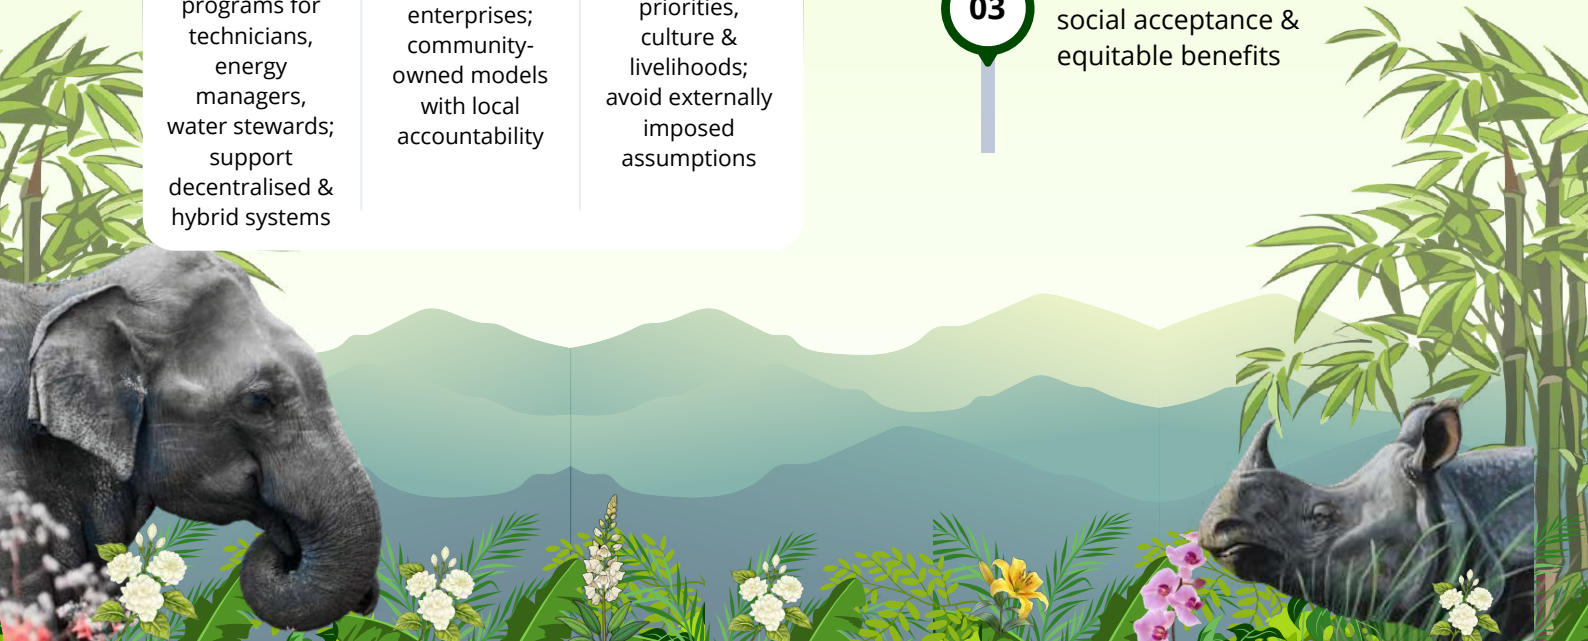 programs for
technicians,
energy
managers,
water stewards;
support
decentralised &
hybrid systems
enterprises;
community-
owned models
with local
accountability
priorities,
culture &
livelihoods;
avoid externally
imposed
assumptions
03
social acceptance &
equitable benefits